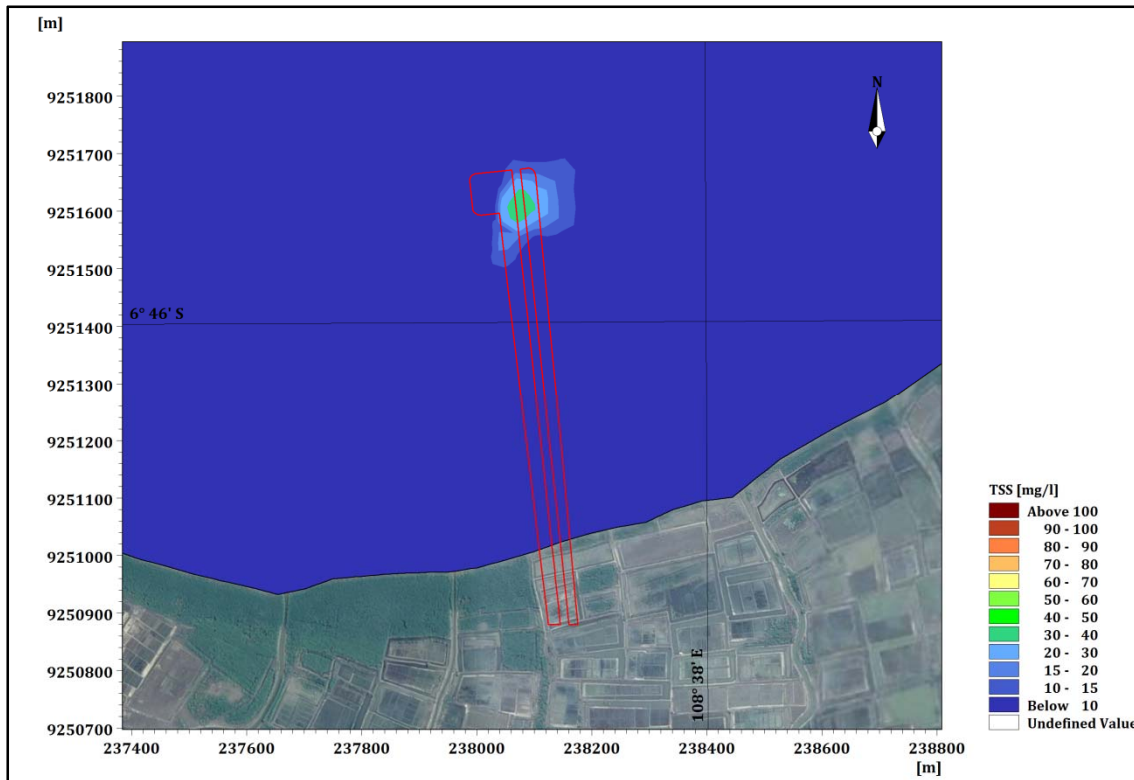 [m]
N
9251800
9251700
9251600
9251500
9251400
9251300
9251200
9251100
9251000
9250900
9250800
9250700
6° 46' S
108° 38' E
237400 237600 237800 238000 238200 238400 238600 238800
[m]
TSS [mg/l]
Above 100
90 - 100
80 - 90
70 - 80
60 - 70
50 - 60
40 - 50
30 - 40
20 - 30
15 - 20
10 - 15
Below 10
Undefined Value